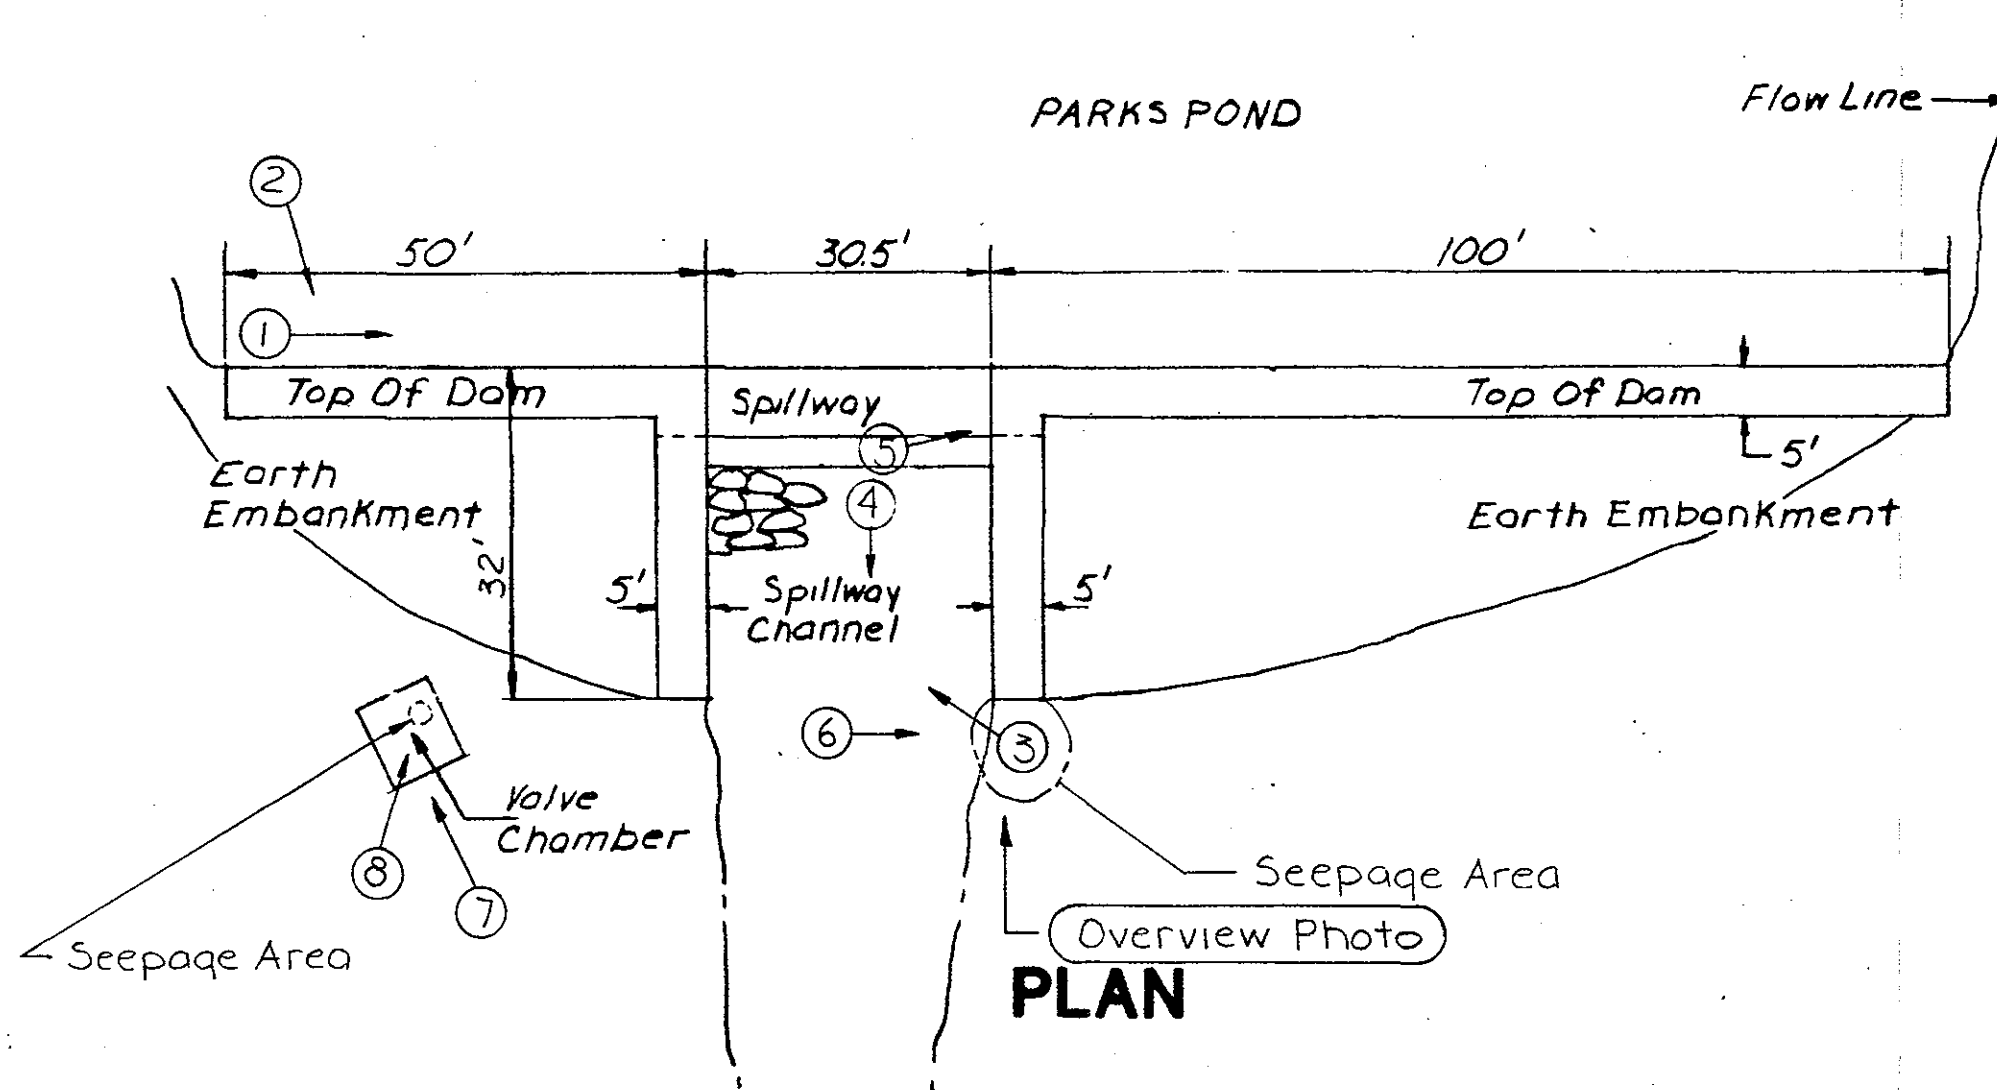 PARKS POND
Flow Line
2
50'
30.5'
100'
1
Top Of Dam
Spillway
Top Of Dam
5
5'
Earth
Embankment
4
Earth Embankment
32'
5'
Spillway
Channel
5'
6
3
Valve
Chamber
8
7
Seepage Area
Overview Photo
Seepage Area
PLAN